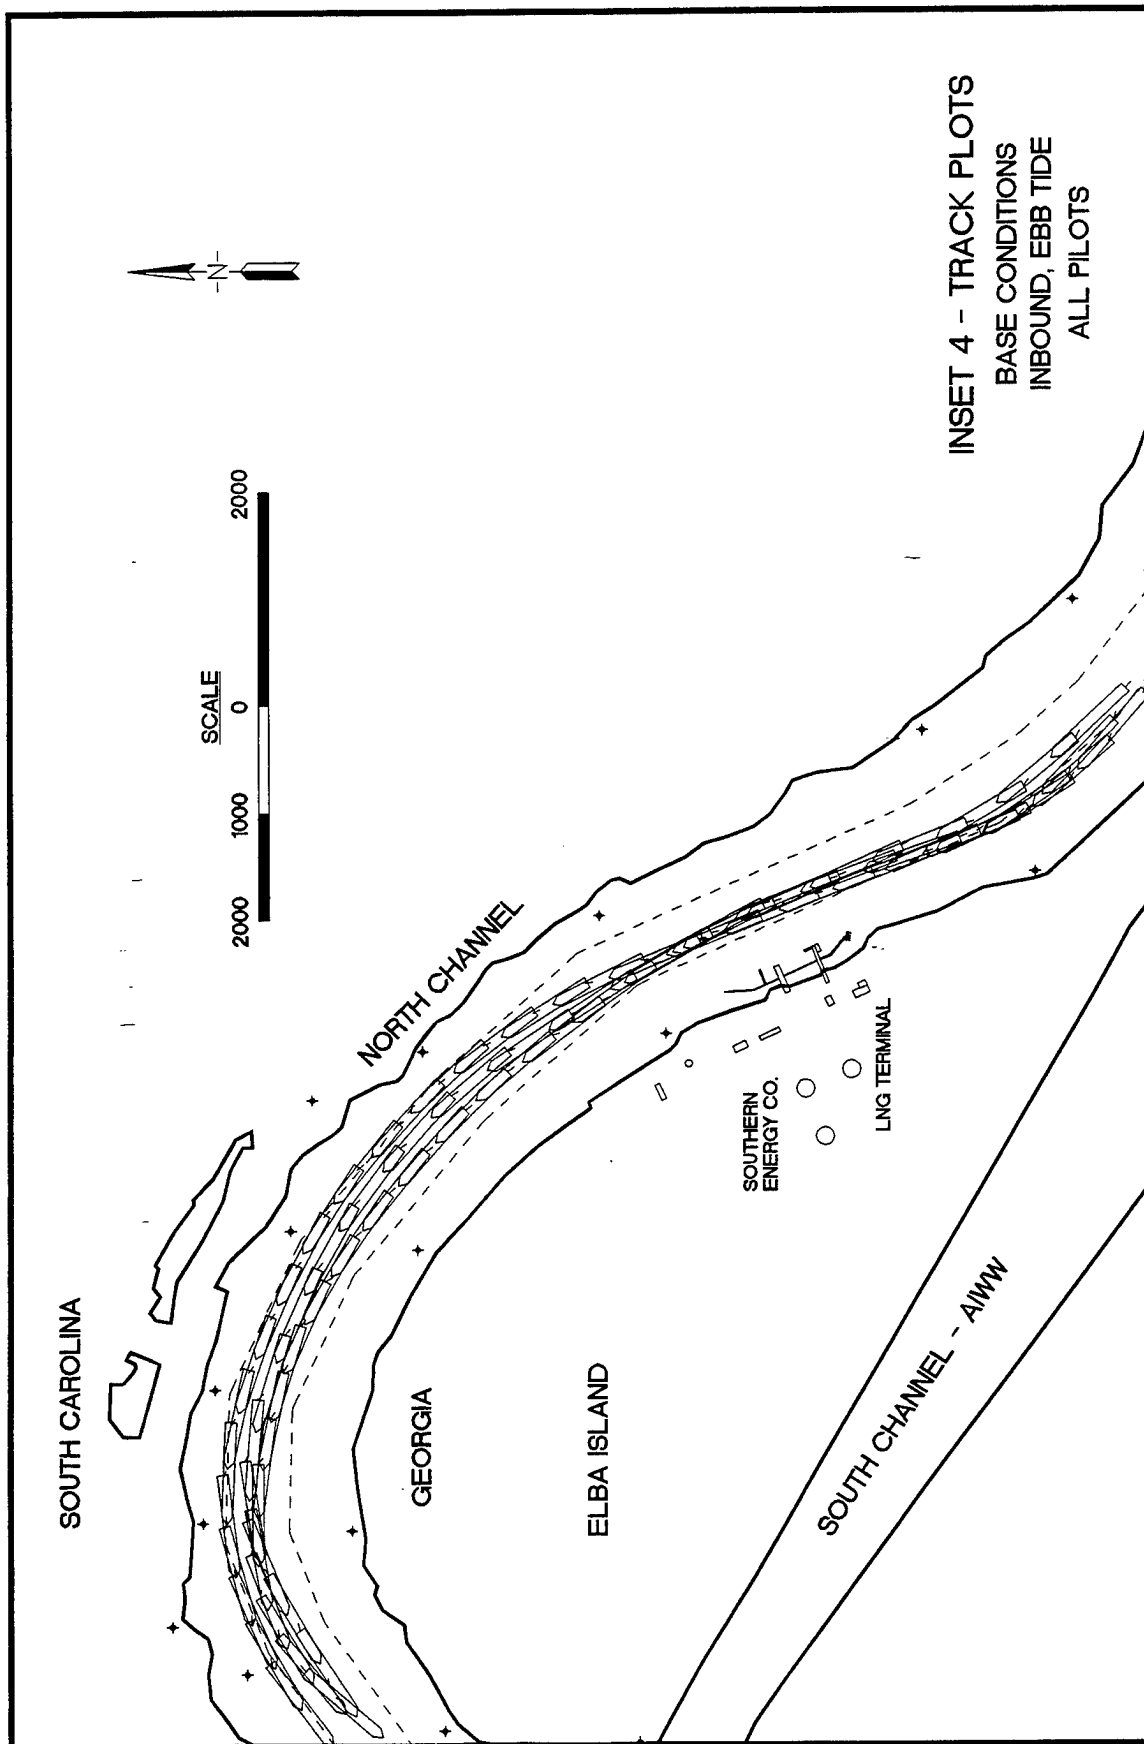 SOUTH CAROLINA
SCALE
2000 1000 0 2000
-N-
NORTH CHANNEL
GEORGIA
ELBA ISLAND
SOUTHERN
ENERGY CO.
LNG TERMINAL
SOUTH CHANNEL - AIWW
INSET 4 - TRACK PLOTS
BASE CONDITIONS
INBOUND, EBB TIDE
ALL PILOTS